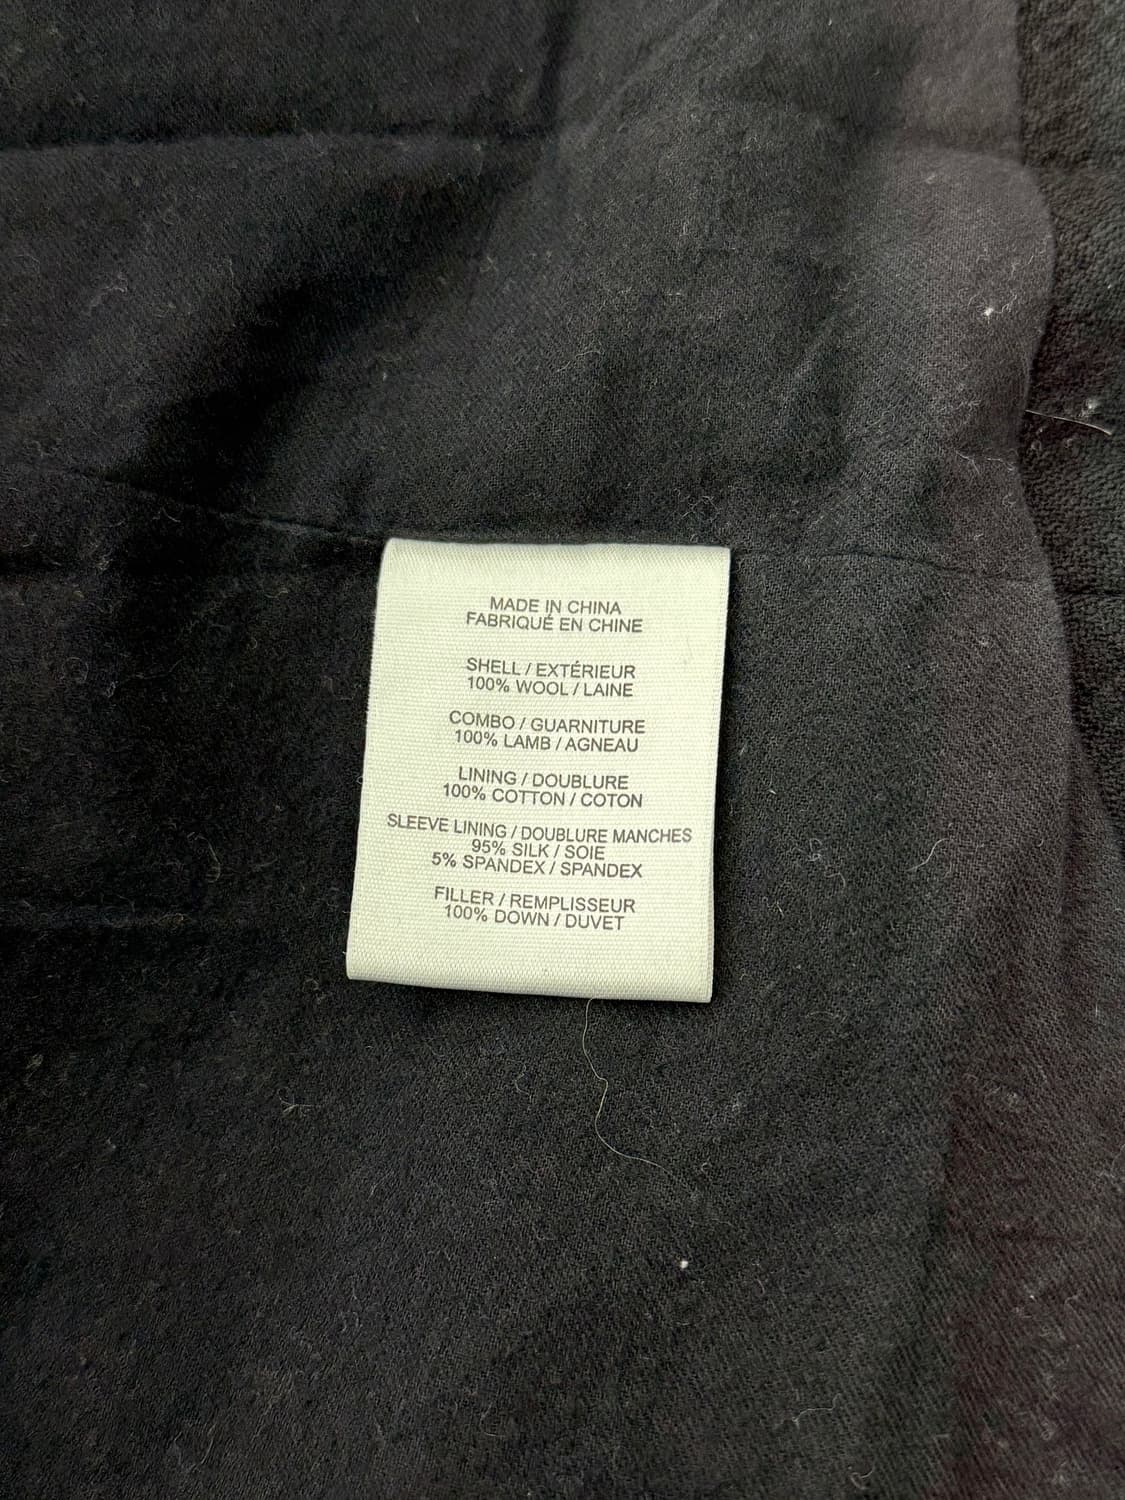 MADE IN CHINA
FABRIQUÉ EN CHINE
SHELL / EXTÉRIEUR
100% WOOL / LAINE
COMBO / GUARNITURE
100% LAMB / AGNEAU
LINING / DOUBLURE
100% COTTON / COTON
SLEEVE LINING / DOUBLURE MANCHES
95% SILK / SOIE
5% SPANDEX / SPANDEX
FILLER / REMPLISSEUR
100% DOWN / DUVET